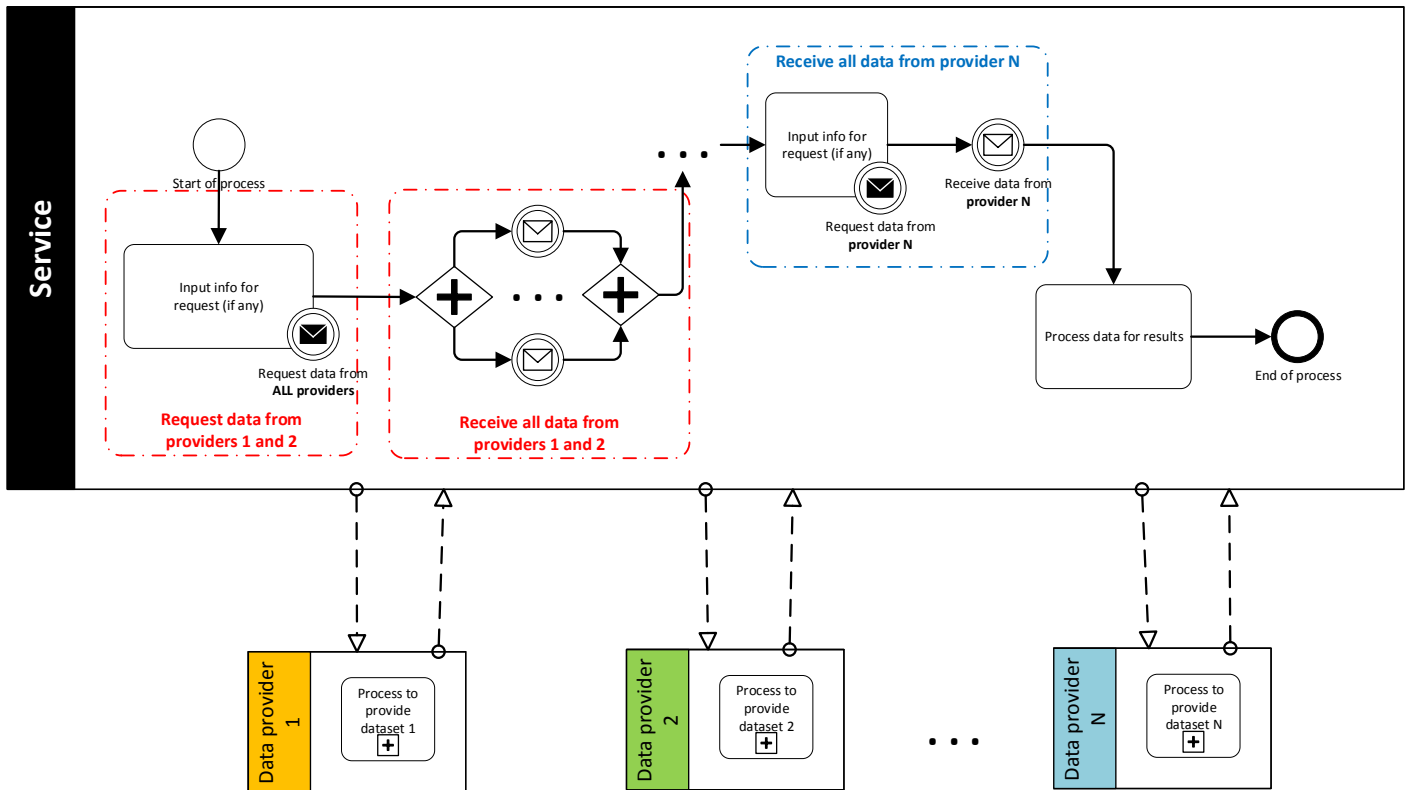 Service
Start of process
Input info for
request (if any)
Request data from
ALL providers
Request data from
providers 1 and 2
. . .
Receive all data from
providers 1 and 2
. . .
Receive all data from provider N
Input info for
request (if any)
Request data from
provider N
Receive data from
provider N
Process data for results
End of process
Data provider
1
Process to
provide
dataset 1
Data provider
2
Process to
provide
dataset 2
. . .
Data provider
N
Process to
provide
dataset N